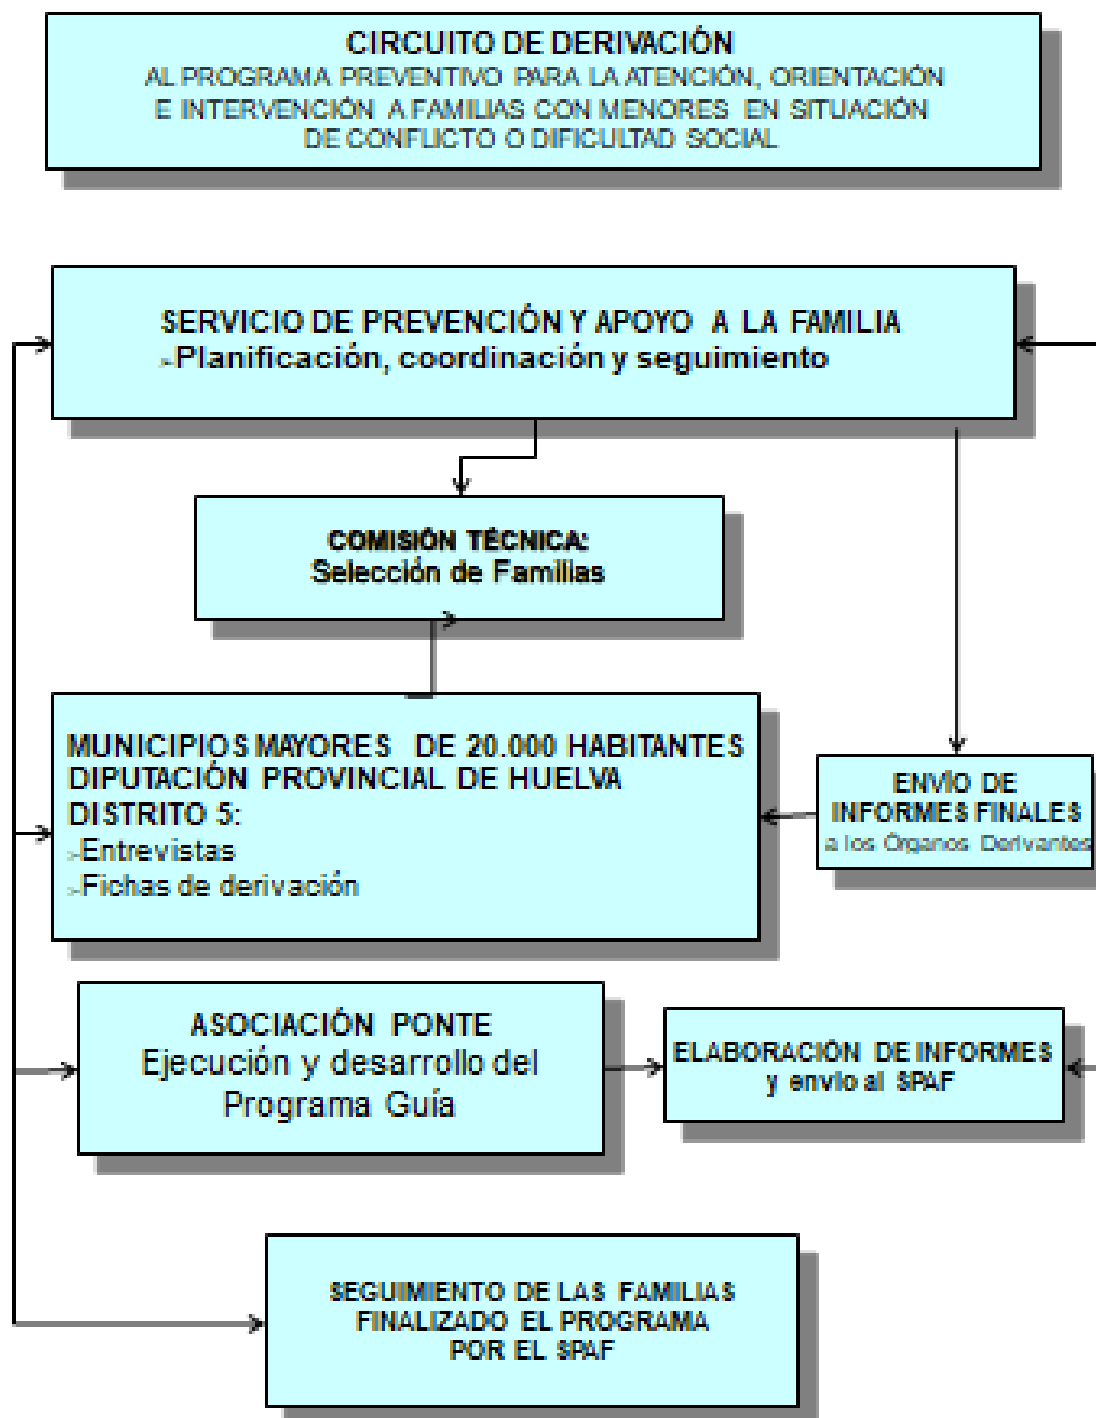 CIRCUITO DE DERIVACIÓN
AL PROGRAMA PREVENTIVO PARA LA ATENCIÓN, ORIENTACIÓN
E INTERVENCIÓN A FAMILIAS CON MENORES EN SITUACIÓN
DE CONFLICTO O DIFICULTAD SOCIAL
SERVICIO DE PREVENCIÓN Y APOYO A LA FAMILIA
➢Planificación, coordinación y seguimiento
COMISIÓN TÉCNICA:
Selección de Familias
MUNICIPIOS MAYORES DE 20.000 HABITANTES
DIPUTACIÓN PROVINCIAL DE HUELVA
DISTRITO 5:
➢Entrevistas
➢Fichas de derivación
ENVÍO DE
INFORMES FINALES
a los Órganos Derivantes
ASOCIACIÓN PONTE
Ejecución y desarrollo del
Programa Guía
ELABORACIÓN DE INFORMES
y envío al SPAF
SEGUIMIENTO DE LAS FAMILIAS
FINALIZADO EL PROGRAMA
POR EL SPAF